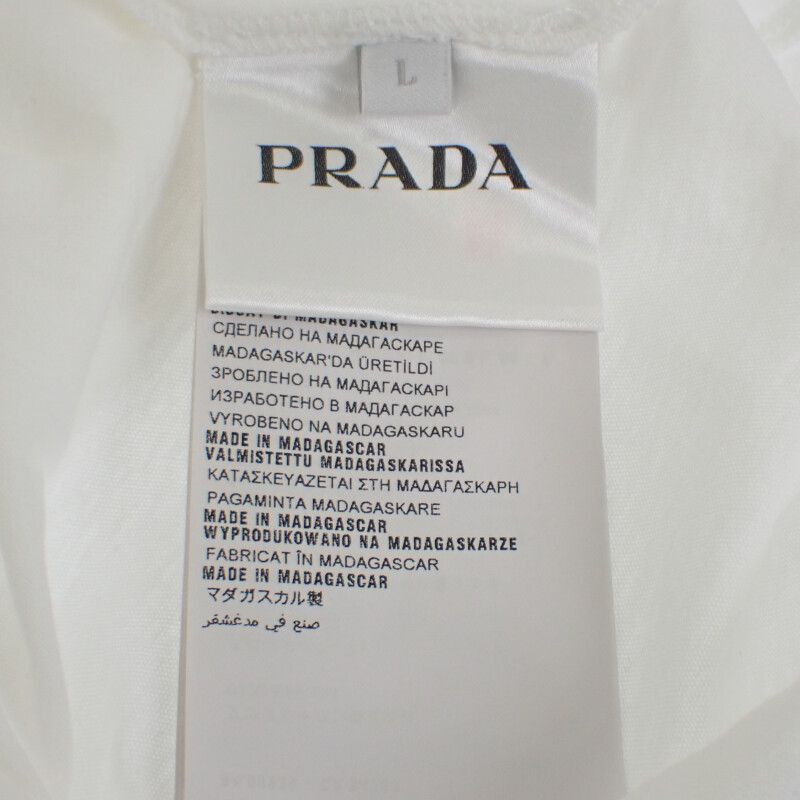 L
PRADA
DI MADAGASKAR
СДЕЛАНО НА МАДАГАСКАРЕ
MADAGASKAR'DA ÜRETİLDİ
ЗРОБЛЕНО НА МАДАГАСКАРІ
ИЗРАБОТЕНО В МАДАГАСКАР
VYROBENO NA MADAGASKARU
MADE IN MADAGASCAR
VALMISTETTU MADAGASKARISSA
ΚΑΤΑΣΚΕΥΑΖΕΤΑΙ ΣΤΗ ΜΑΔΑΓΑΣΚΑΡΗ
PAGAMINTA MADAGASKARE
MADE IN MADAGASCAR
WYPRODUKOWANO NA MADAGASKARZE
FABRICAT ÎN MADAGASCAR
MADE IN MADAGASCAR
マダガスカル製
صنع في مدغشقر